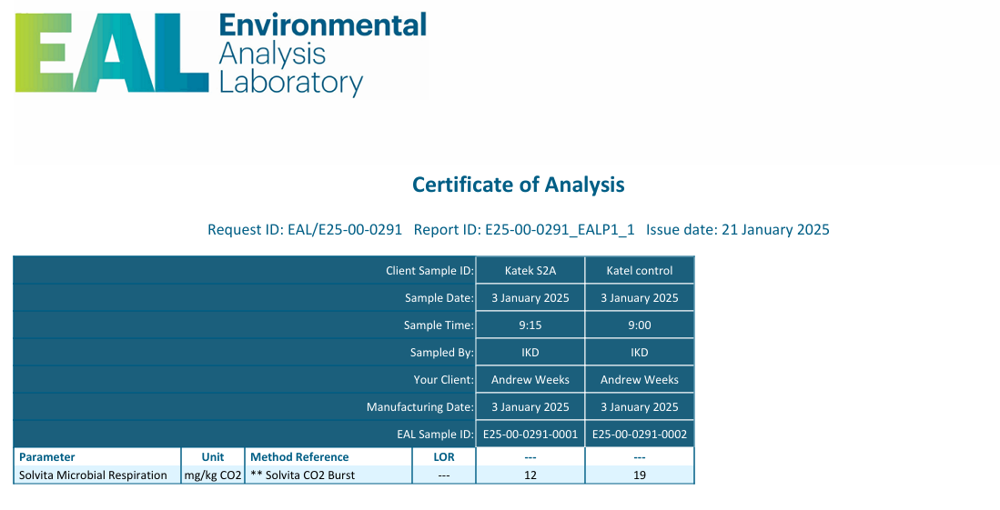 EAL Environmental
Analysis
Laboratory
Certificate of Analysis
Request ID: EAL/E25-00-0291 Report ID: E25-00-0291_EALP1_1 Issue date: 21 January 2025
Client Sample ID: Katek S2A Katel control
Sample Date: 3 January 2025 3 January 2025
Sample Time: 9:15 9:00
Sampled By: IKD IKD
Your Client: Andrew Weeks Andrew Weeks
Manufacturing Date: 3 January 2025 3 January 2025
EAL Sample ID: E25-00-0291-0001 E25-00-0291-0002
Parameter Unit Method Reference LOR --- ---
Solvita Microbial Respiration mg/kg CO2 ** Solvita CO2 Burst --- 12 19